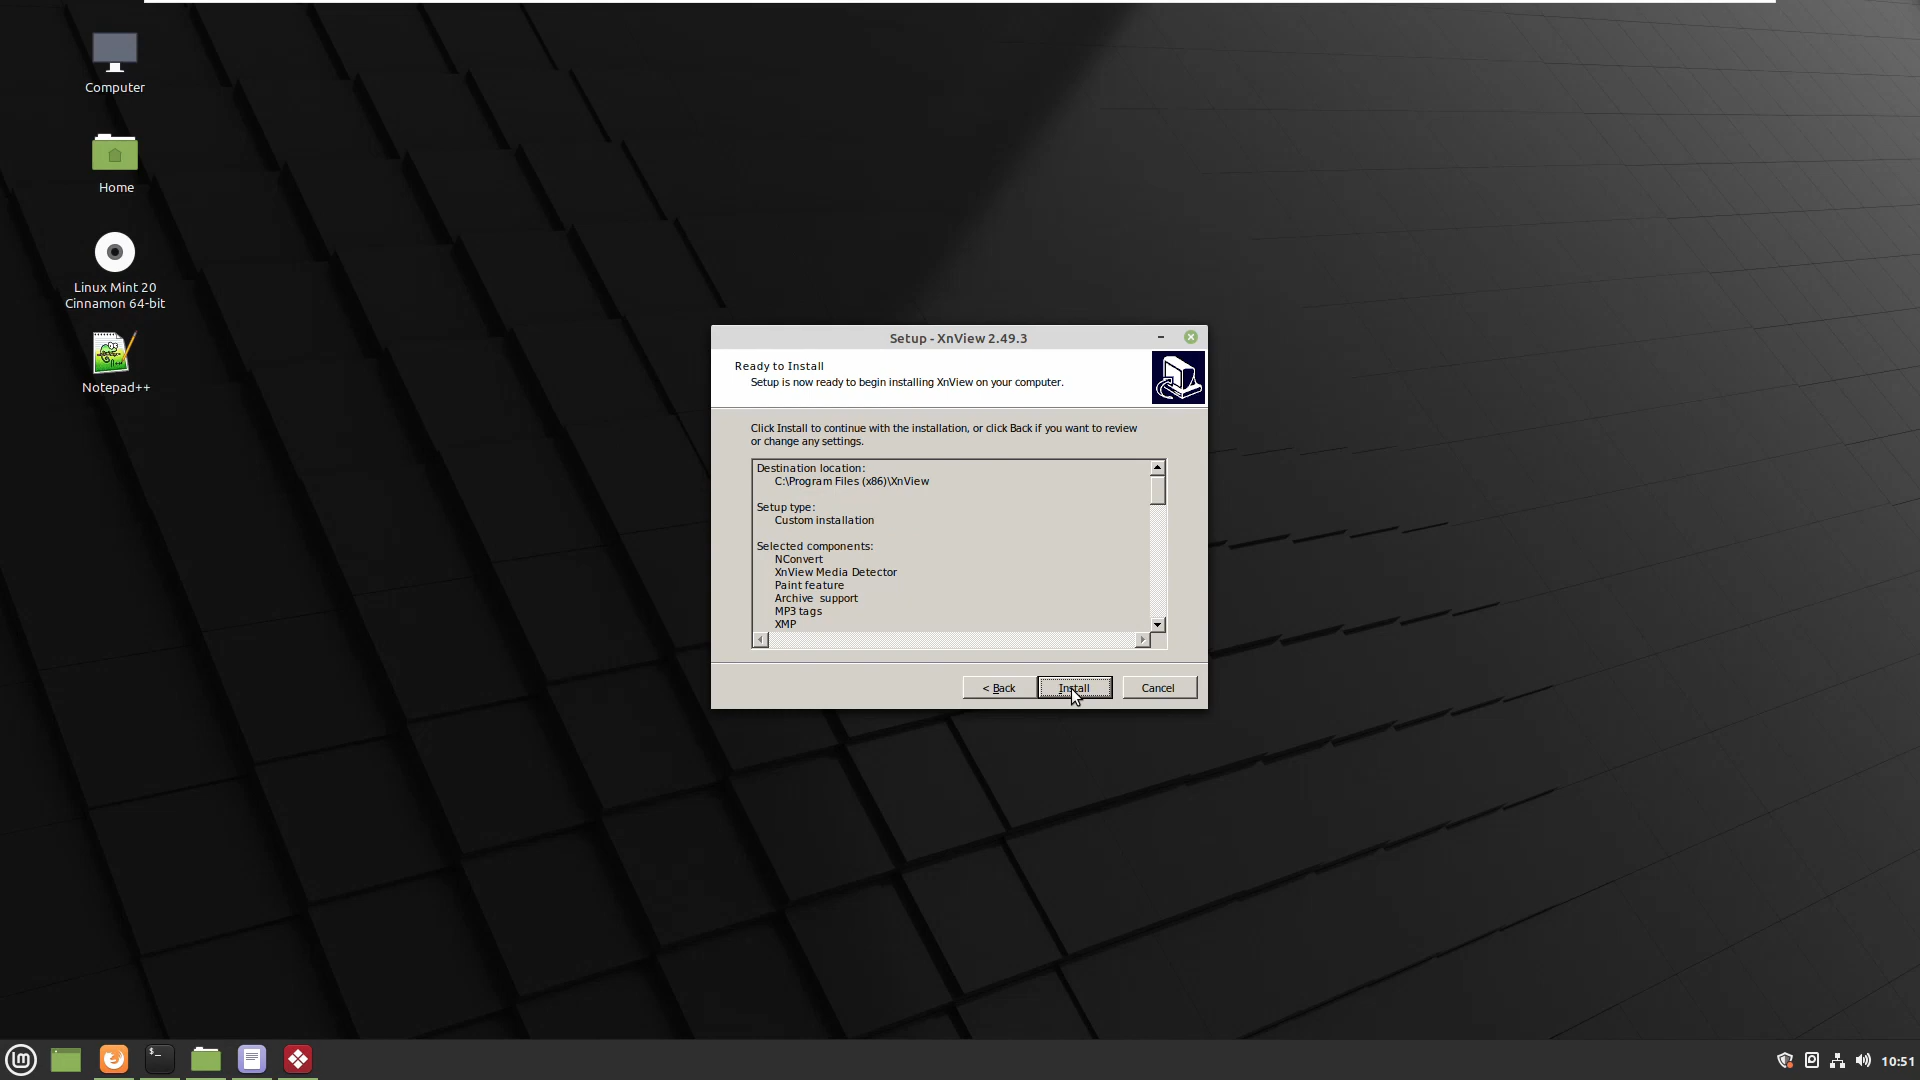 Computer
Home
Linux Mint 20
Cinnamon 64-bit
Notepad++
Setup - XnView 2.49.3
Ready to Install
Setup is now ready to begin installing XnView on your computer.
Click Install to continue with the installation, or click Back if you want to review
or change any settings.
Destination location:
C:\Program Files (x86)\XnView
Setup type:
Custom installation
Selected components:
NConvert
XnView Media Detector
Paint feature
Archive support
MP3 tags
XMP
< Back
Install
Cancel
10:51